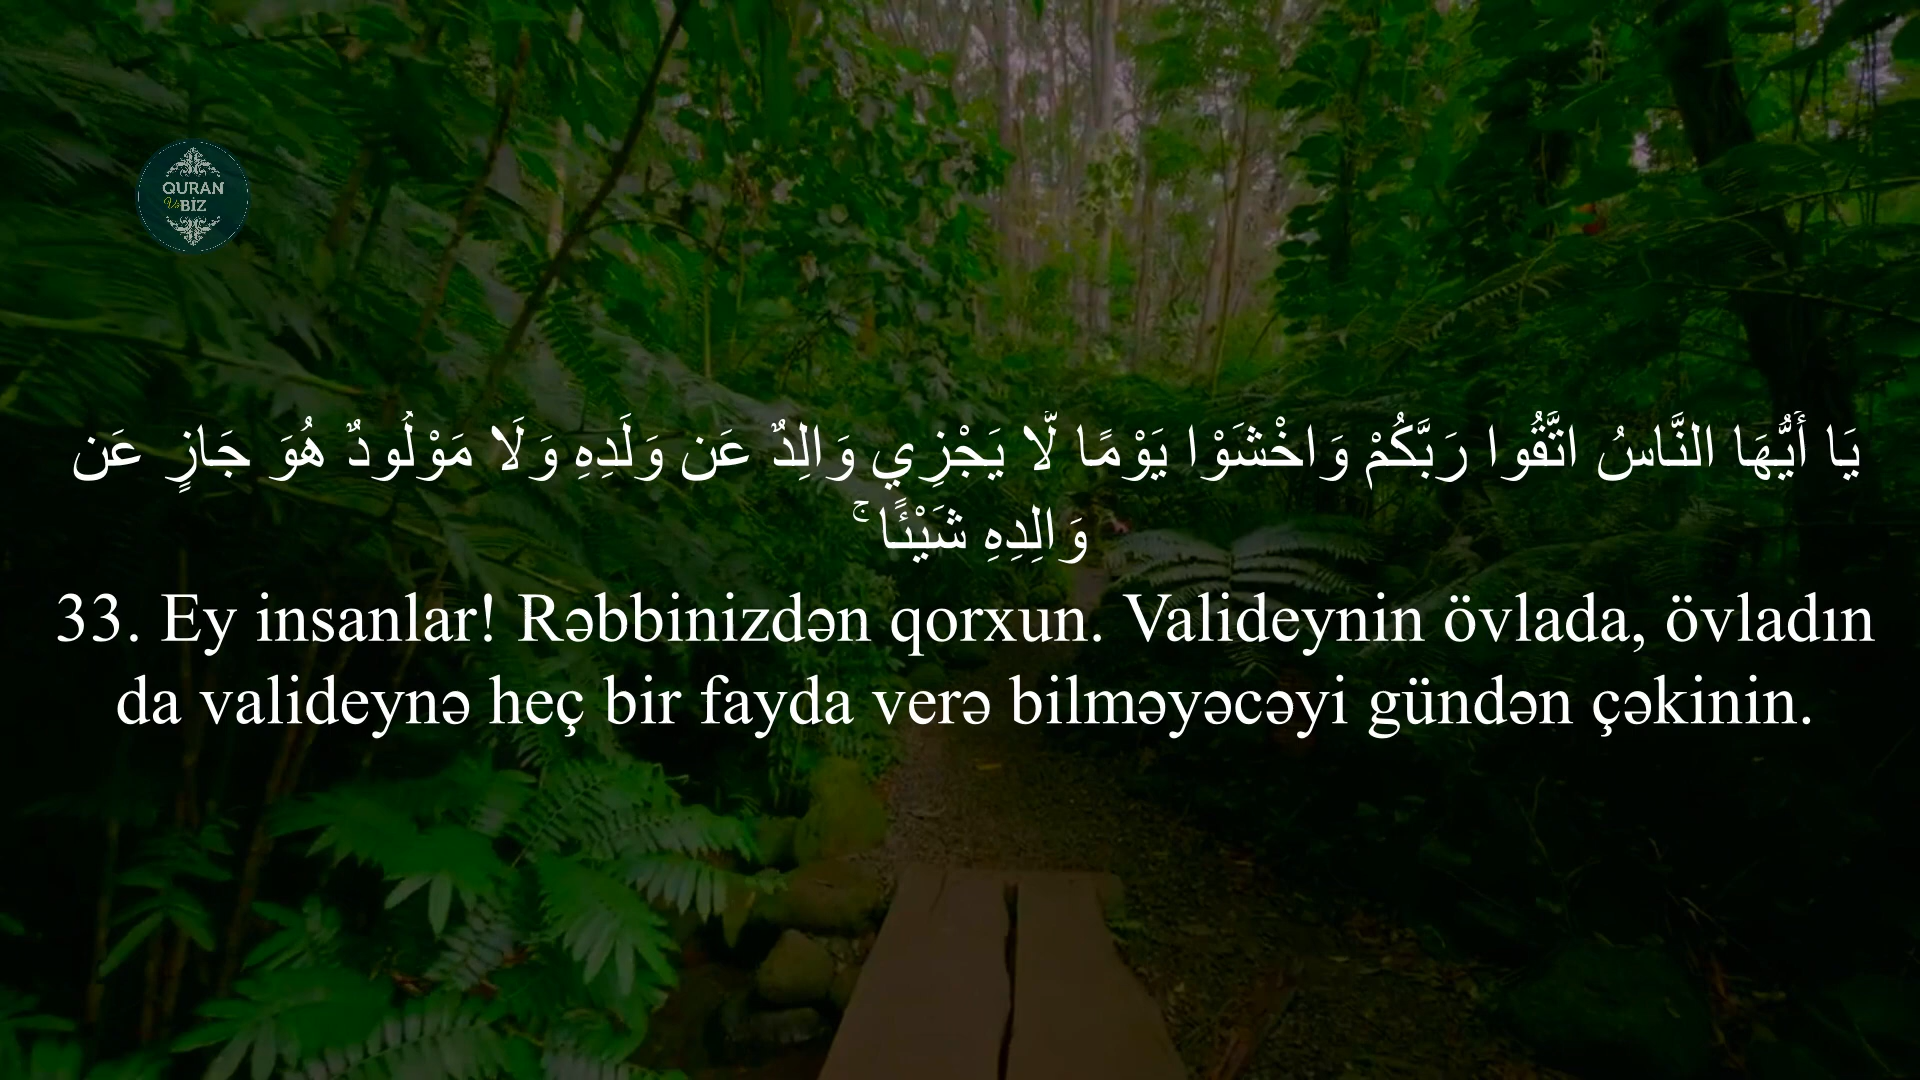 QURAN
Və BİZ
يَا أَيُّهَا النَّاسُ اتَّقُوا رَبَّكُمْ وَاخْشَوْا يَوْمًا لَّا يَجْزِي وَالِدٌ عَن وَلَدِهِ وَلَا مَوْلُودٌ هُوَ جَازٍ عَن
وَالِدِهِ شَيْئًا ۚ
33. Ey insanlar! Rəbbinizdən qorxun. Valideynin övlada, övladın
da valideynə heç bir fayda verə bilməyəcəyi gündən çəkinin.